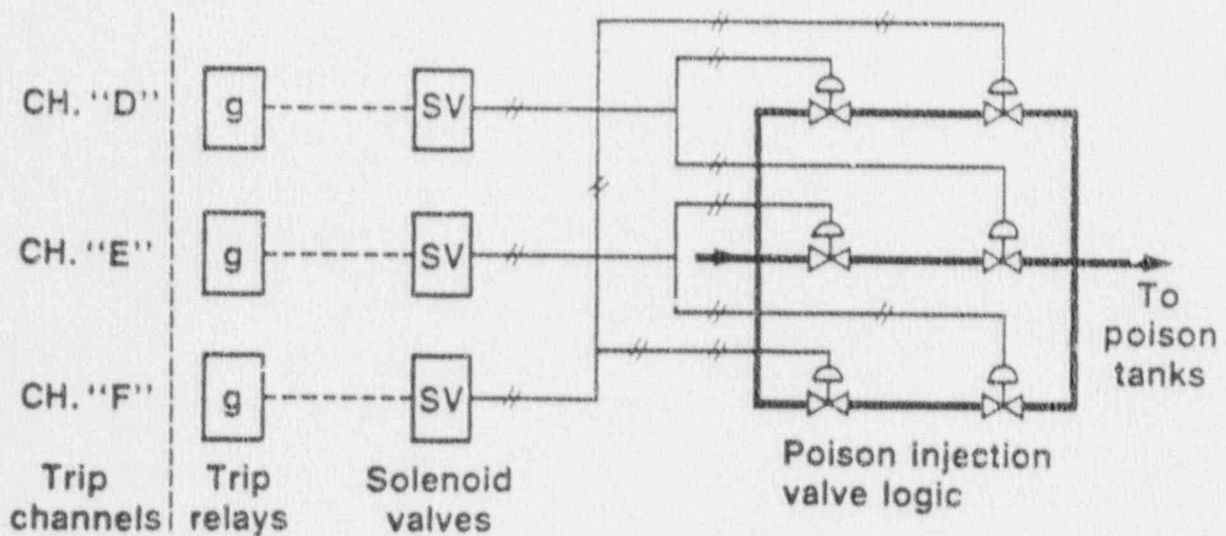 CH. "D"
g
SV
CH. "E"
g
SV
To
poison
tanks
CH. "F"
g
SV
Trip
channels
Trip
relays
Solenoid
valves
Poison injection
valve logic